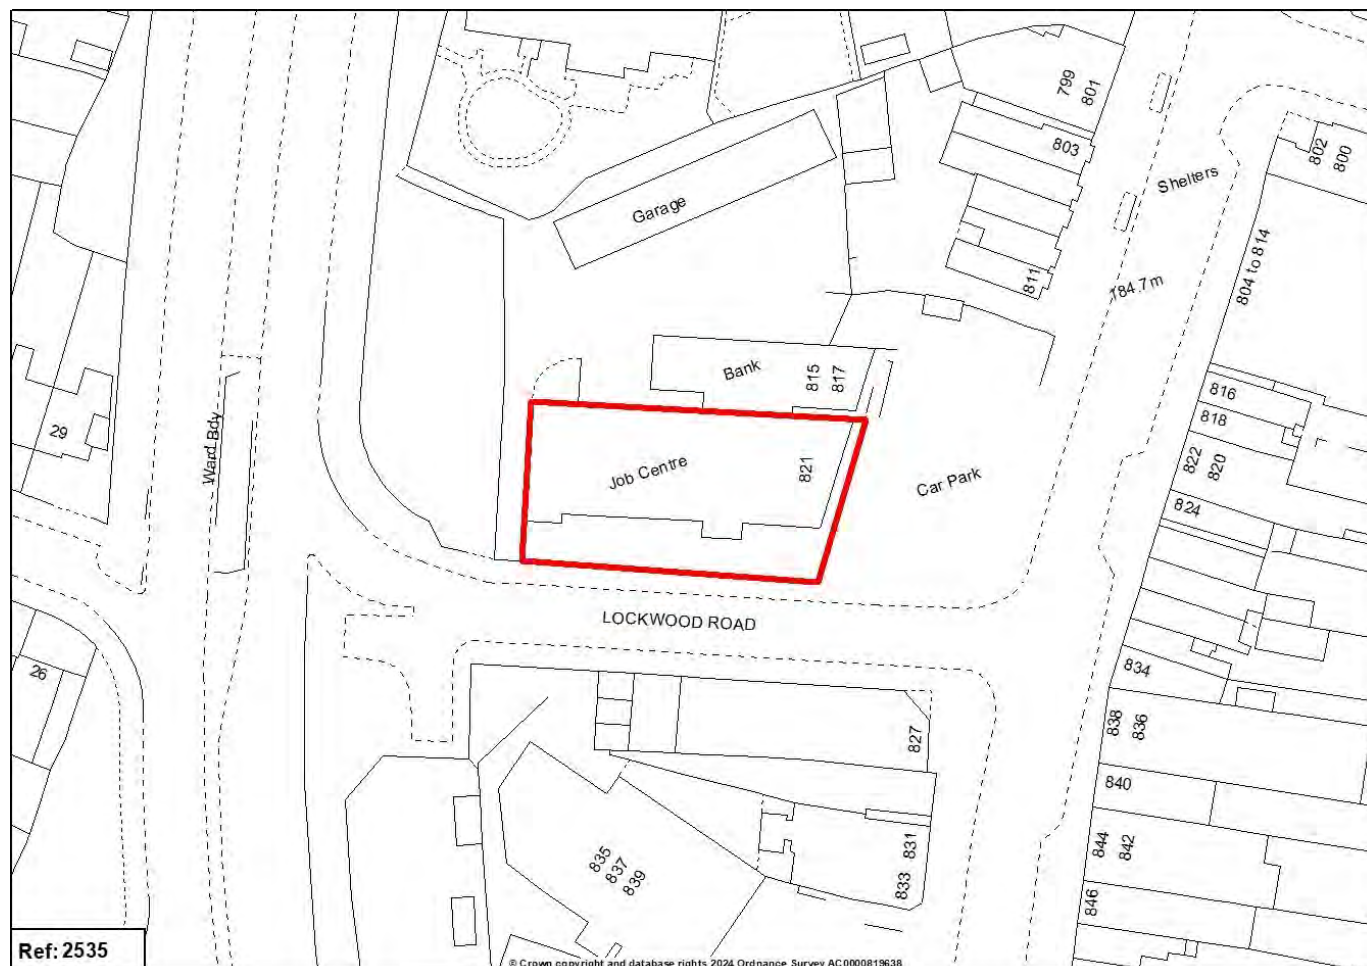 799
801
803
802
800
Shelters
Garage
811
184.7m
804 to 814
Bank
815
817
816
818
29
Ward Bdy
Job Centre
821
Car Park
822
820
824
LOCKWOOD ROAD
26
834
827
838
836
840
835
837
839
831
833
844
842
846
Ref: 2535
© Crown copyright and database rights 2024 Ordnance Survey AC0000819638